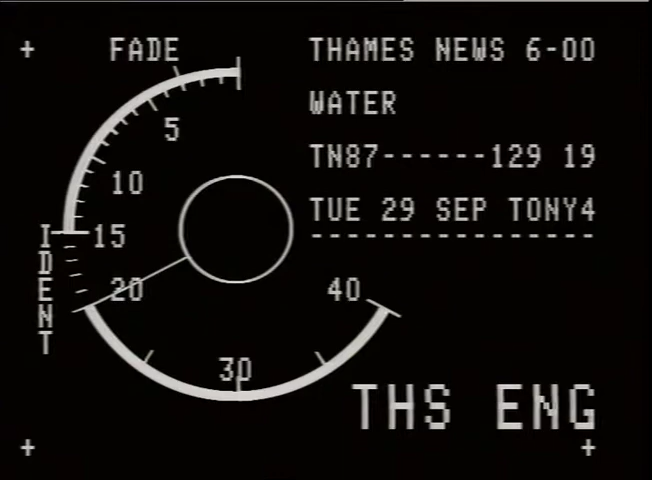 FADE
THAMES NEWS 6-00
WATER
TN87------129 19
TUE 29 SEP TONY4
----------------
5
10
15
20
30
40
IDENT
THS ENG